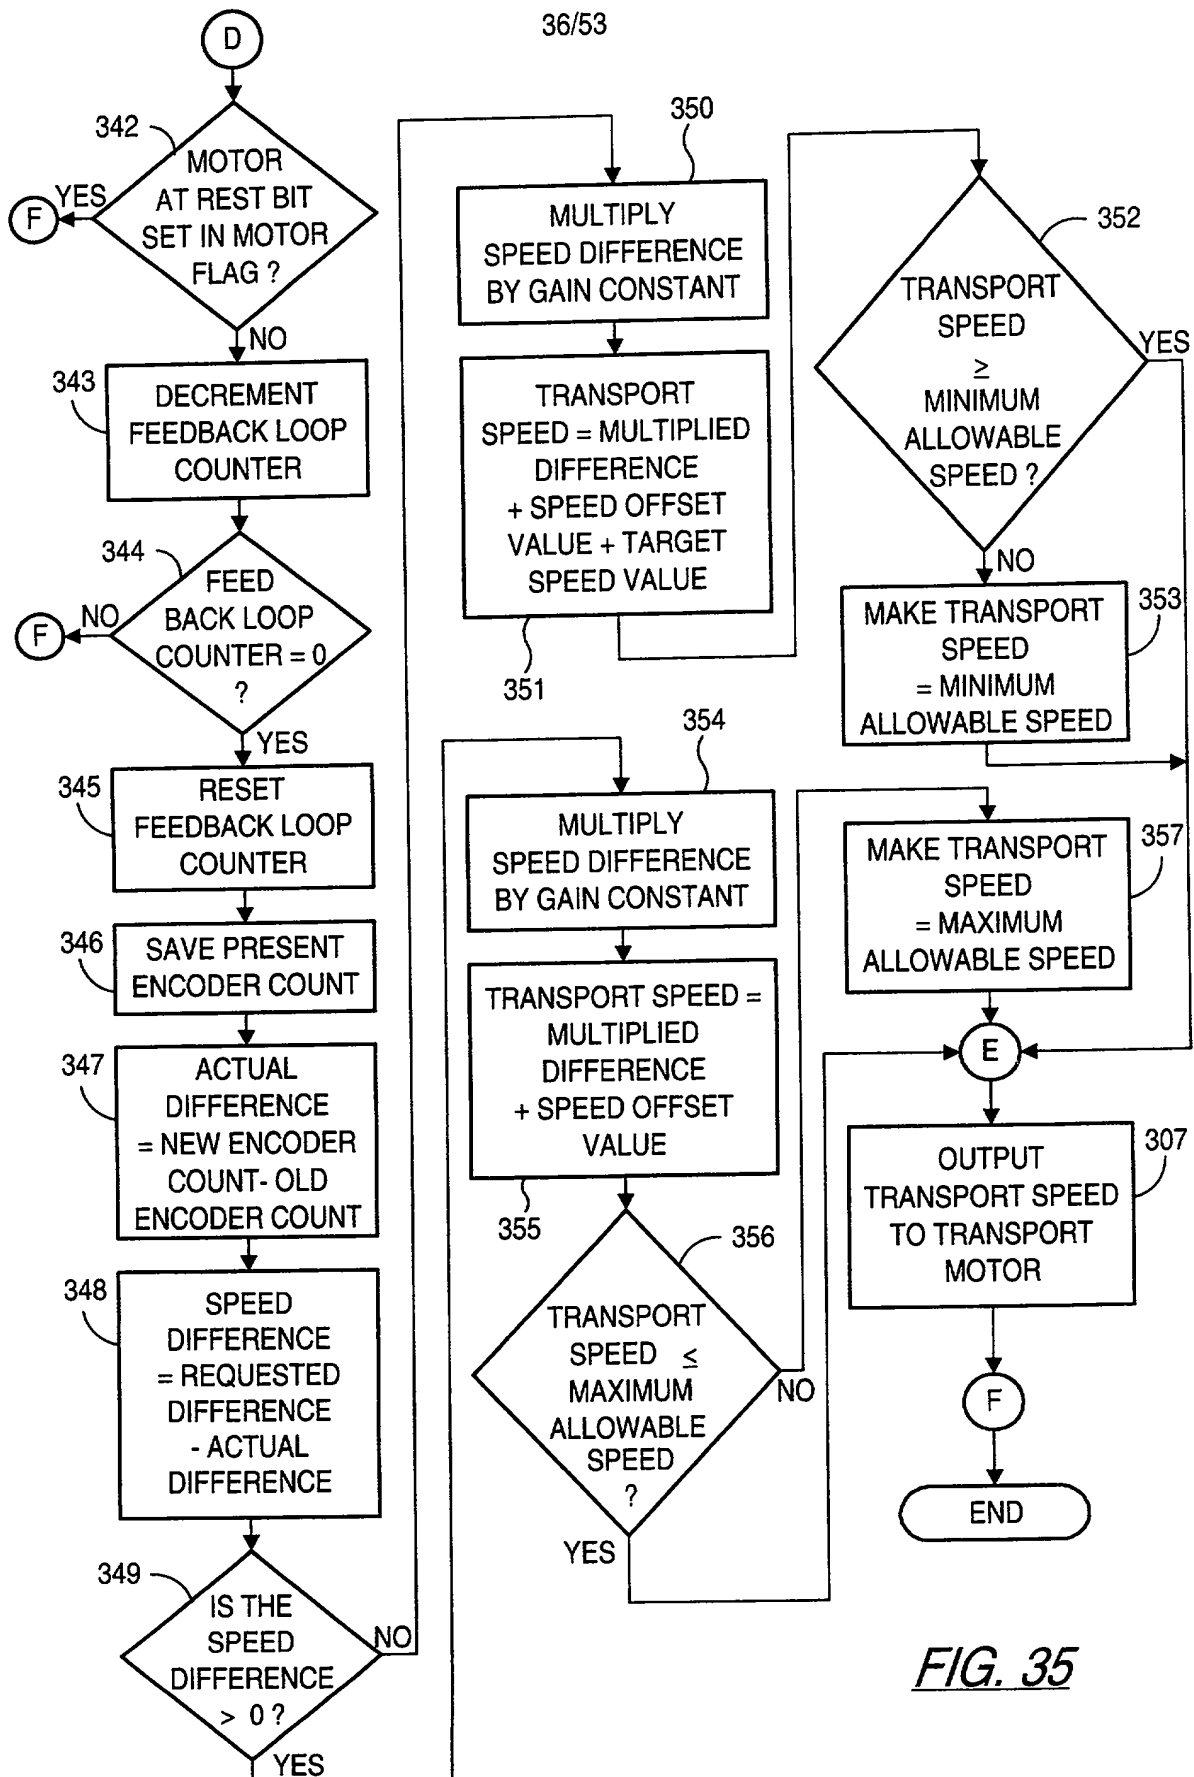 36/53
D
342
MOTOR
AT REST BIT
SET IN MOTOR
FLAG ?
YES
F
NO
343
DECREMENT
FEEDBACK LOOP
COUNTER
344
FEED
BACK LOOP
COUNTER = 0
?
NO
F
YES
345
RESET
FEEDBACK LOOP
COUNTER
346
SAVE PRESENT
ENCODER COUNT
347
ACTUAL
DIFFERENCE
= NEW ENCODER
COUNT- OLD
ENCODER COUNT
348
SPEED
DIFFERENCE
= REQUESTED
DIFFERENCE
- ACTUAL
DIFFERENCE
349
IS THE
SPEED
DIFFERENCE
> 0 ?
NO
YES
350
MULTIPLY
SPEED DIFFERENCE
BY GAIN CONSTANT
TRANSPORT
SPEED = MULTIPLIED
DIFFERENCE
+ SPEED OFFSET
VALUE + TARGET
SPEED VALUE
351
352
TRANSPORT
SPEED
≥
MINIMUM
ALLOWABLE
SPEED ?
YES
NO
353
MAKE TRANSPORT
SPEED
= MINIMUM
ALLOWABLE SPEED
354
MULTIPLY
SPEED DIFFERENCE
BY GAIN CONSTANT
TRANSPORT SPEED =
MULTIPLIED
DIFFERENCE
+ SPEED OFFSET
VALUE
355
356
TRANSPORT
SPEED ≤
MAXIMUM
ALLOWABLE
SPEED
?
NO
YES
357
MAKE TRANSPORT
SPEED
= MAXIMUM
ALLOWABLE SPEED
E
307
OUTPUT
TRANSPORT SPEED
TO TRANSPORT
MOTOR
F
END
FIG. 35